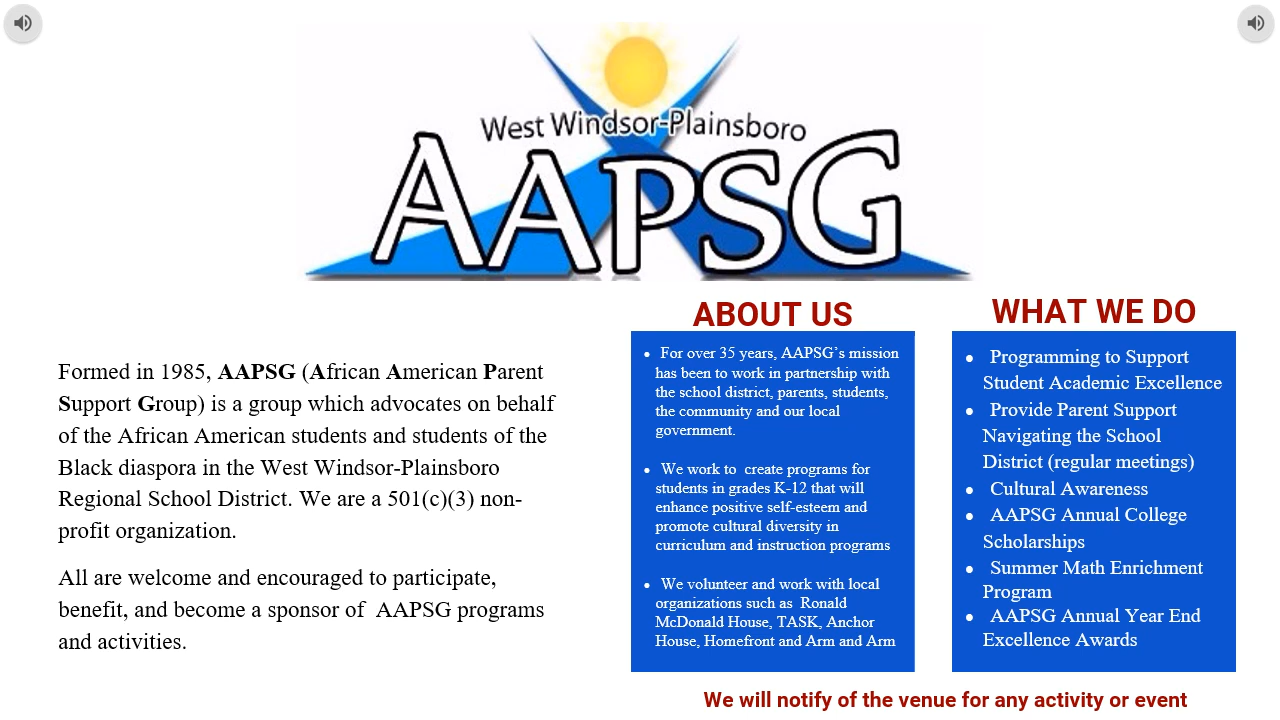 West Windsor-Plainsboro
AAPSG
Formed in 1985, AAPSG (African American Parent
Support Group) is a group which advocates on behalf
of the African American students and students of the
Black diaspora in the West Windsor-Plainsboro
Regional School District. We are a 501(c)(3) non-
profit organization.
All are welcome and encouraged to participate,
benefit, and become a sponsor of  AAPSG programs
and activities.
ABOUT US
• For over 35 years, AAPSG's mission
has been to work in partnership with
the school district, parents, students,
the community and our local
government.
• We work to  create programs for
students in grades K-12 that will
enhance positive self-esteem and
promote cultural diversity in
curriculum and instruction programs
• We volunteer and work with local
organizations such as  Ronald
McDonald House, TASK, Anchor
House, Homefront and Arm and Arm
WHAT WE DO
• Programming to Support
Student Academic Excellence
• Provide Parent Support
Navigating the School
District (regular meetings)
• Cultural Awareness
• AAPSG Annual College
Scholarships
• Summer Math Enrichment
Program
• AAPSG Annual Year End
Excellence Awards
We will notify of the venue for any activity or event